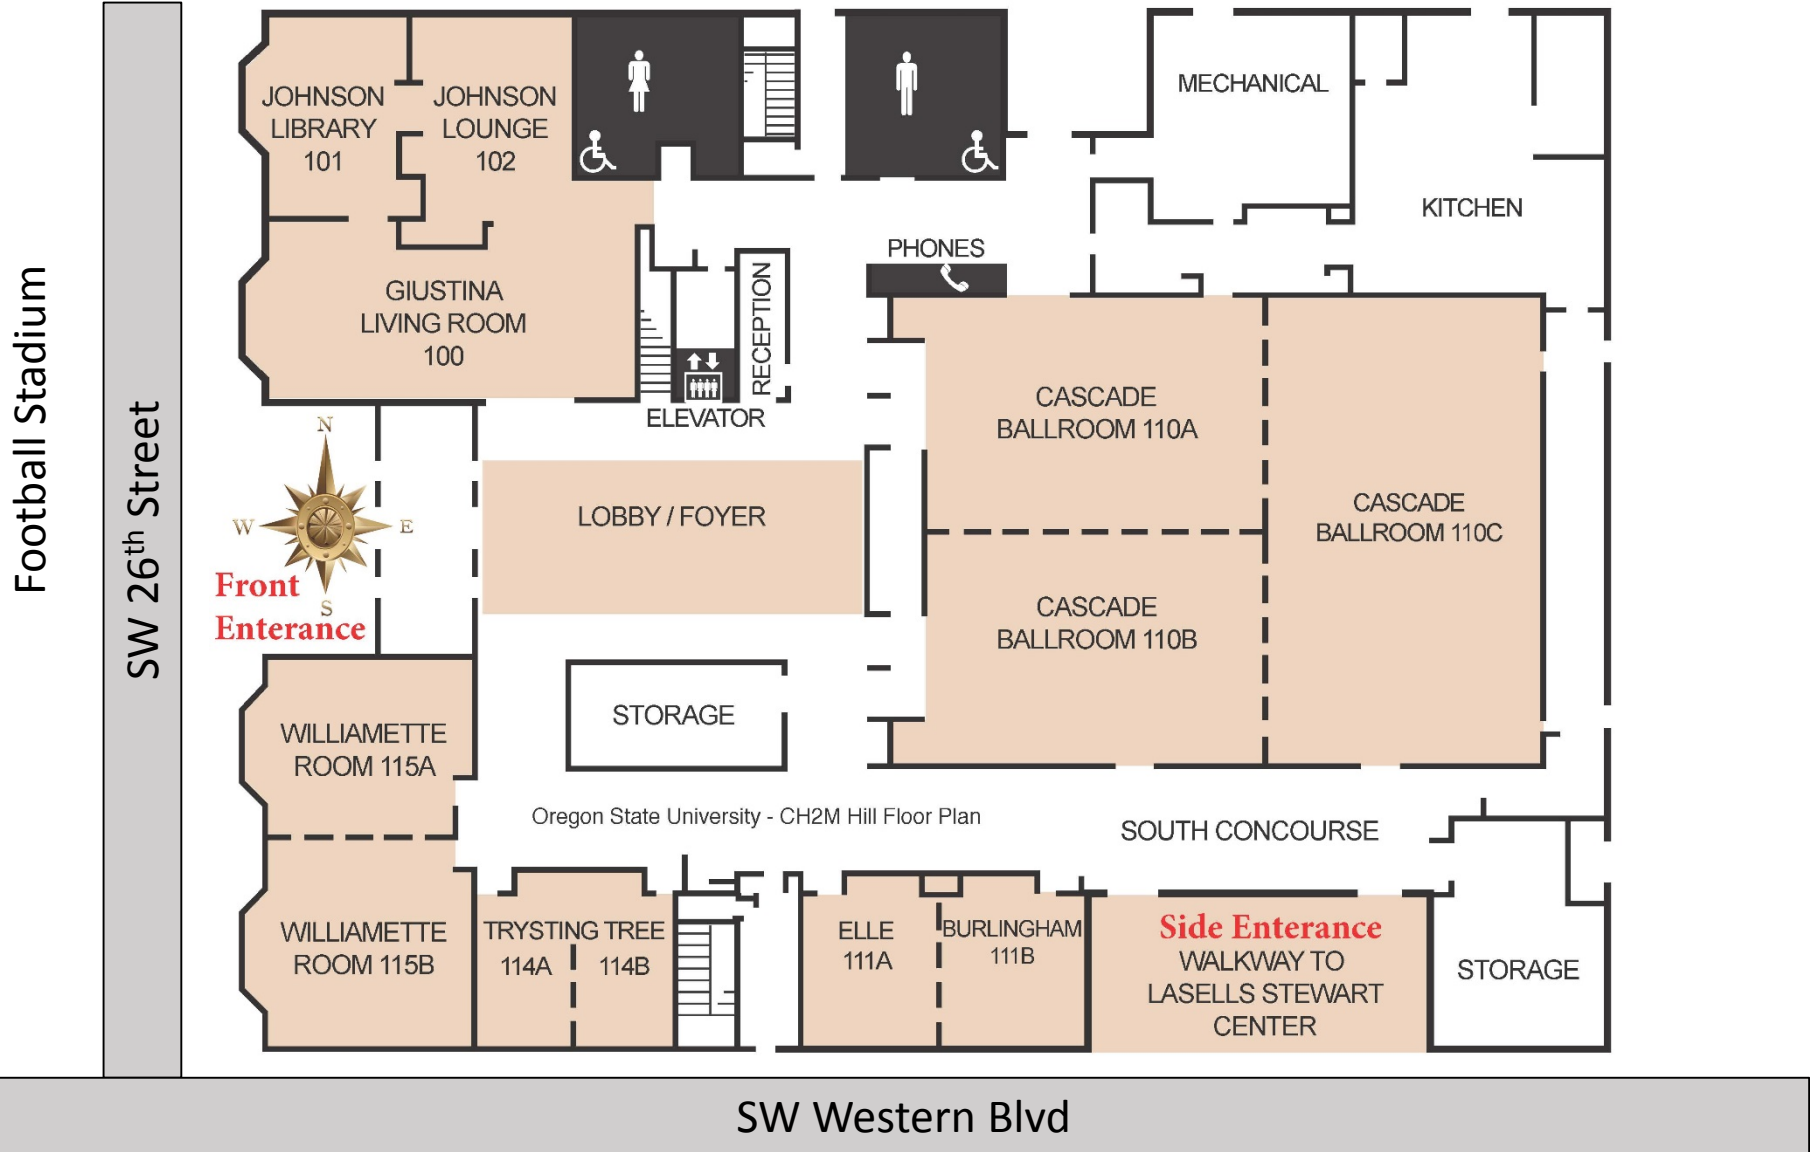 JOHNSON
LIBRARY
101
JOHNSON
LOUNGE
102
MECHANICAL
KITCHEN
PHONES
GIUSTINA
LIVING ROOM
100
RECEPTION
ELEVATOR
Football Stadium
SW 26th Street
N
W
E
S
Front
Enterance
LOBBY / FOYER
CASCADE
BALLROOM 110A
CASCADE
BALLROOM 110B
CASCADE
BALLROOM 110C
STORAGE
WILLIAMETTE
ROOM 115A
Oregon State University - CH2M Hill Floor Plan
SOUTH CONCOURSE
WILLIAMETTE
ROOM 115B
TRYSTING TREE
114A
114B
ELLE
111A
BURLINGHAM
111B
Side Enterance
WALKWAY TO
LASELLS STEWART
CENTER
STORAGE
SW Western Blvd